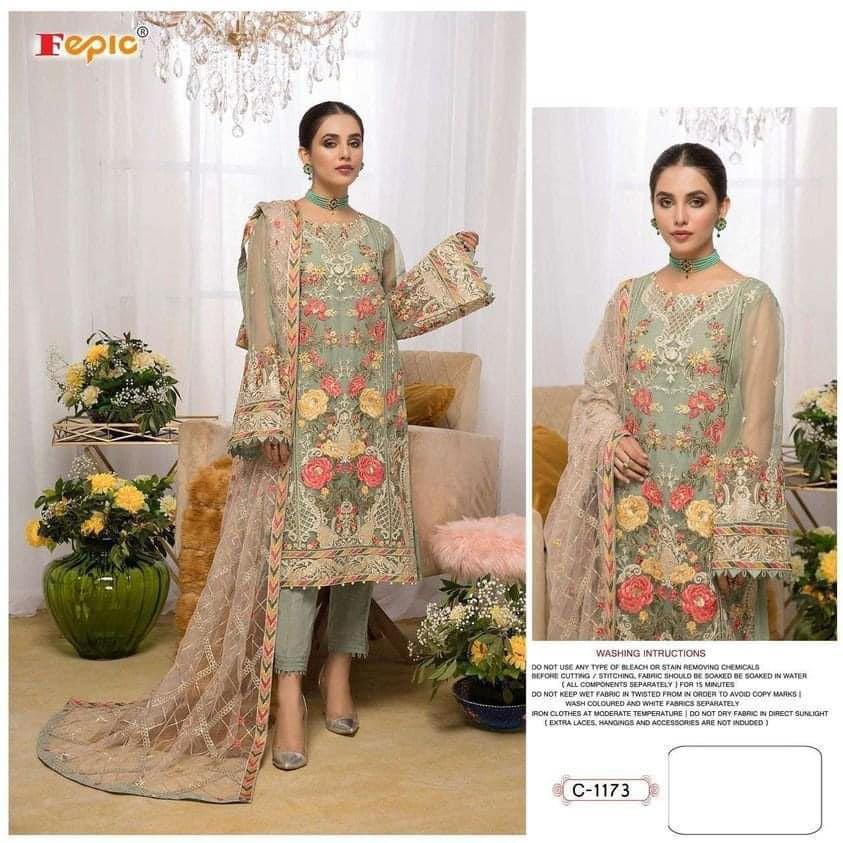 Fepic®
WASHING INTRUCTIONS
DO NOT USE ANY TYPE OF BLEACH OR STAIN REMOVING CHEMICALS
BEFORE CUTTING / STITCHING, FABRIC SHOULD BE SOAKED BE SOAKED IN WATER
( ALL COMPONENTS SEPARATELY ) FOR 15 MINUTES
DO NOT KEEP WET FABRIC IN TWISTED FROM IN ORDER TO AVOID COPY MARKS |
WASH COLOURED AND WHITE FABRICS SEPARATELY
IRON CLOTHES AT MODERATE TEMPERATURE | DO NOT DRY FABRIC IN DIRECT SUNLIGHT
( EXTRA LACES, HANGINGS AND ACCESSORIES ARE NOT INCLUDED )
C-1173